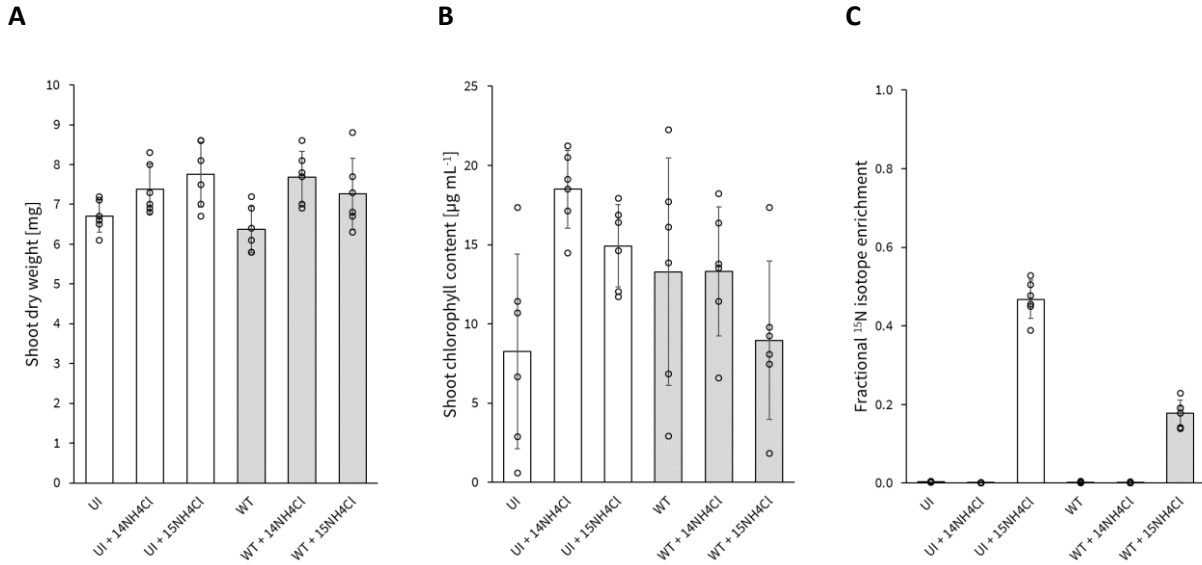 A
B
C
Shoot dry weight [mg]
10
9
8
7
6
5
4
3
2
1
0
UI
UI + 14NH4Cl
UI + 15NH4Cl
WT
WT + 14NH4Cl
WT + 15NH4Cl
Shoot chlorophyll content [µg mL⁻¹]
25
20
15
10
5
0
UI
UI + 14NH4Cl
UI + 15NH4Cl
WT
WT + 14NH4Cl
WT + 15NH4Cl
Fractional ¹⁵N isotope enrichment
1.0
0.8
0.6
0.4
0.2
0.0
UI
UI + 14NH4Cl
UI + 15NH4Cl
WT
WT + 14NH4Cl
WT + 15NH4Cl